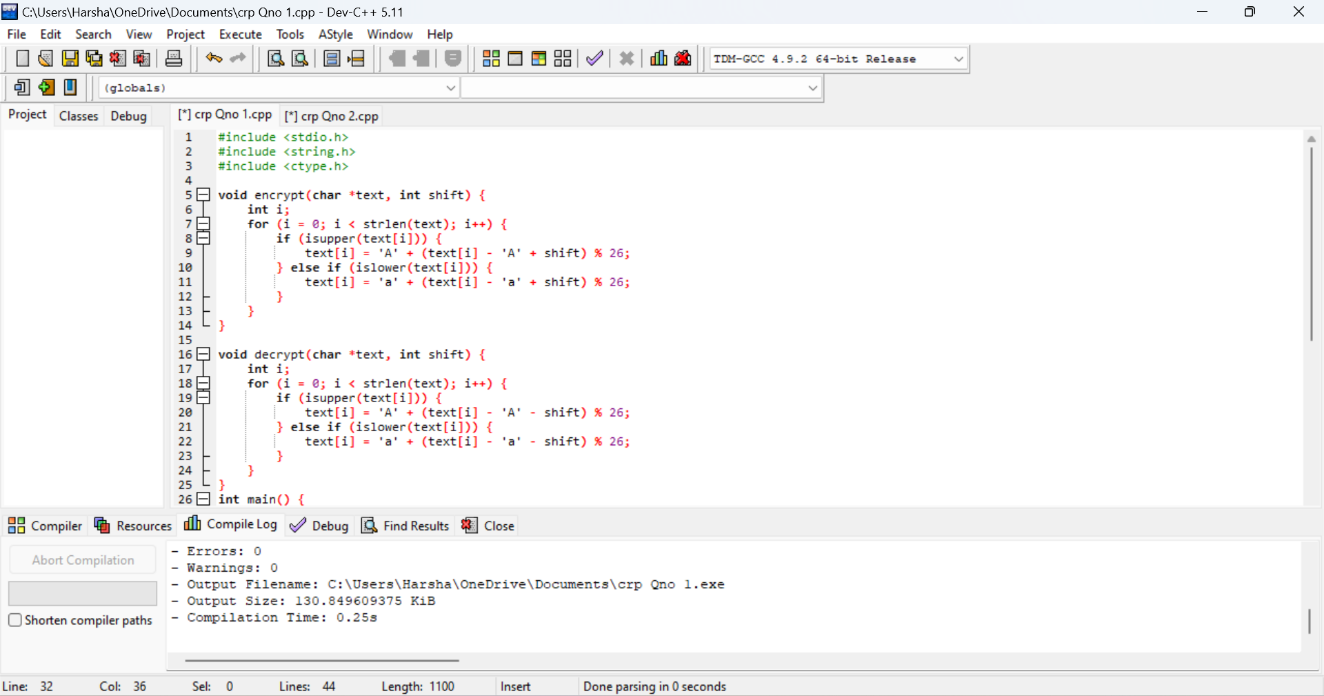 C:\Users\Harsha\OneDrive\Documents\crp Qno 1.cpp - Dev-C++ 5.11
File Edit Search View Project Execute Tools AStyle Window Help
TDM-GCC 4.9.2 64-bit Release
(globals)
Project Classes Debug [*] crp Qno 1.cpp [*] crp Qno 2.cpp
1 #include <stdio.h>
2 #include <string.h>
3 #include <ctype.h>
4
5 void encrypt(char *text, int shift) {
6     int i;
7     for (i = 0; i < strlen(text); i++) {
8         if (isupper(text[i])) {
9             text[i] = 'A' + (text[i] - 'A' + shift) % 26;
10         } else if (islower(text[i])) {
11             text[i] = 'a' + (text[i] - 'a' + shift) % 26;
12         }
13     }
14 }
15
16 void decrypt(char *text, int shift) {
17     int i;
18     for (i = 0; i < strlen(text); i++) {
19         if (isupper(text[i])) {
20             text[i] = 'A' + (text[i] - 'A' - shift) % 26;
21         } else if (islower(text[i])) {
22             text[i] = 'a' + (text[i] - 'a' - shift) % 26;
23         }
24     }
25 }
26 int main() {
Compiler Resources Compile Log Debug Find Results Close
Abort Compilation
Shorten compiler paths
- Errors: 0
- Warnings: 0
- Output Filename: C:\Users\Harsha\OneDrive\Documents\crp Qno 1.exe
- Output Size: 130.849609375 KiB
- Compilation Time: 0.25s
Line: 32 Col: 36 Sel: 0 Lines: 44 Length: 1100 Insert Done parsing in 0 seconds